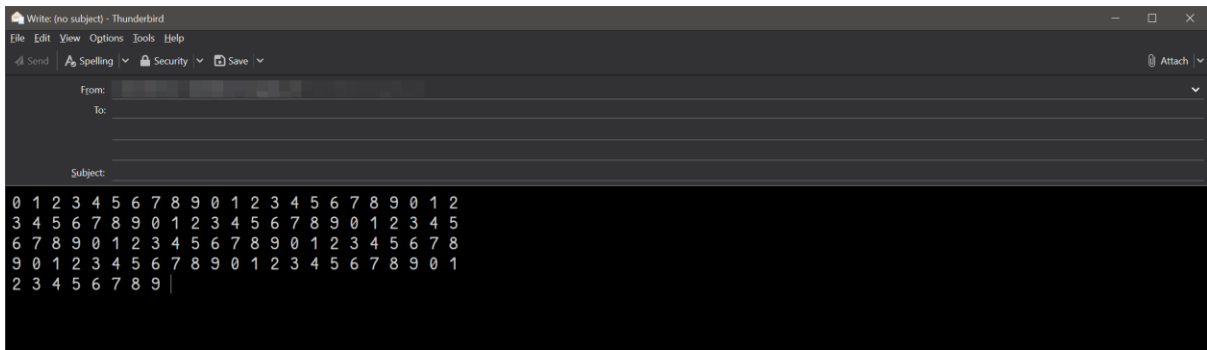 Write: (no subject) - Thunderbird
File Edit View Options Tools Help
Send Spelling Security Save Attach
From:
To:
Subject:
0 1 2 3 4 5 6 7 8 9 0 1 2 3 4 5 6 7 8 9 0 1 2
3 4 5 6 7 8 9 0 1 2 3 4 5 6 7 8 9 0 1 2 3 4 5
6 7 8 9 0 1 2 3 4 5 6 7 8 9 0 1 2 3 4 5 6 7 8
9 0 1 2 3 4 5 6 7 8 9 0 1 2 3 4 5 6 7 8 9 0 1
2 3 4 5 6 7 8 9